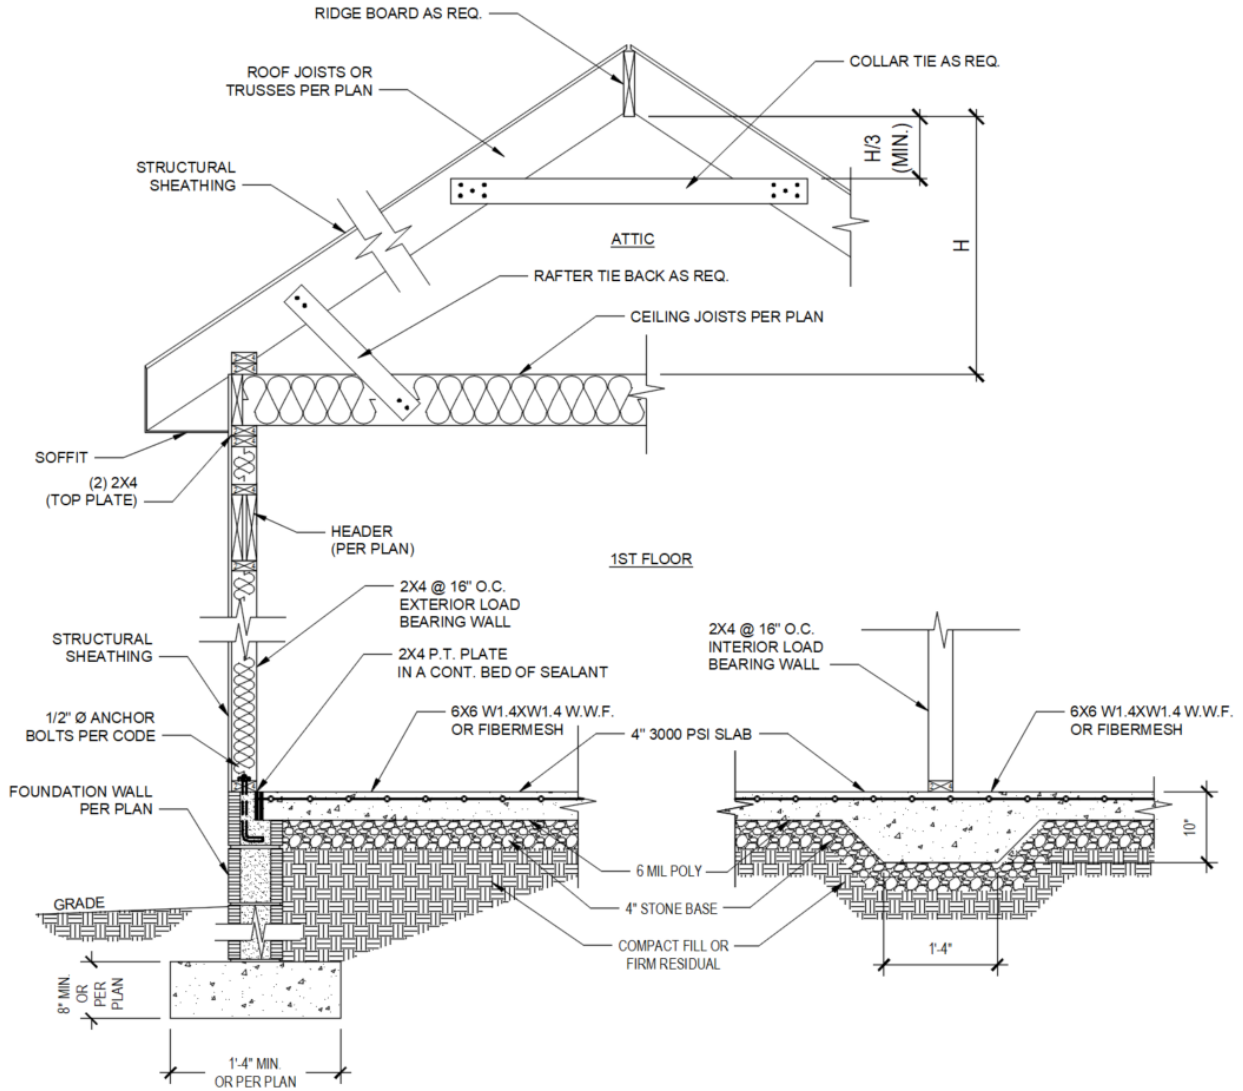 RIDGE BOARD AS REQ.
ROOF JOISTS OR
TRUSSES PER PLAN
COLLAR TIE AS REQ.
H/3
(MIN.)
STRUCTURAL
SHEATHING
ATTIC
H
RAFTER TIE BACK AS REQ.
CEILING JOISTS PER PLAN
SOFFIT
(2) 2X4
(TOP PLATE)
HEADER
(PER PLAN)
1ST FLOOR
2X4 @ 16" O.C.
EXTERIOR LOAD
BEARING WALL
STRUCTURAL
SHEATHING
2X4 P.T. PLATE
IN A CONT. BED OF SEALANT
2X4 @ 16" O.C.
INTERIOR LOAD
BEARING WALL
1/2" Ø ANCHOR
BOLTS PER CODE
6X6 W1.4XW1.4 W.W.F.
OR FIBERMESH
4" 3000 PSI SLAB
6X6 W1.4XW1.4 W.W.F.
OR FIBERMESH
FOUNDATION WALL
PER PLAN
10"
6 MIL POLY
GRADE
4" STONE BASE
COMPACT FILL OR
FIRM RESIDUAL
1'-4"
8" MIN.
OR
PER
PLAN
1'-4" MIN.
OR PER PLAN